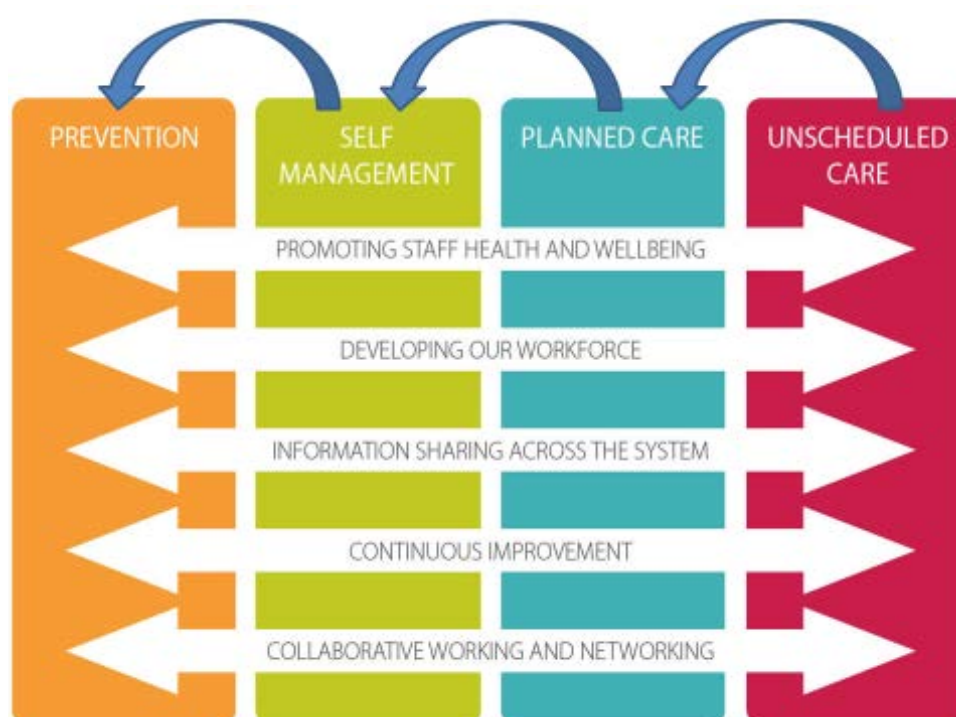 PREVENTION
SELF
MANAGEMENT
PLANNED CARE
UNSCHEDULED
CARE
PROMOTING STAFF HEALTH AND WELLBEING
DEVELOPING OUR WORKFORCE
INFORMATION SHARING ACROSS THE SYSTEM
CONTINUOUS IMPROVEMENT
COLLABORATIVE WORKING AND NETWORKING